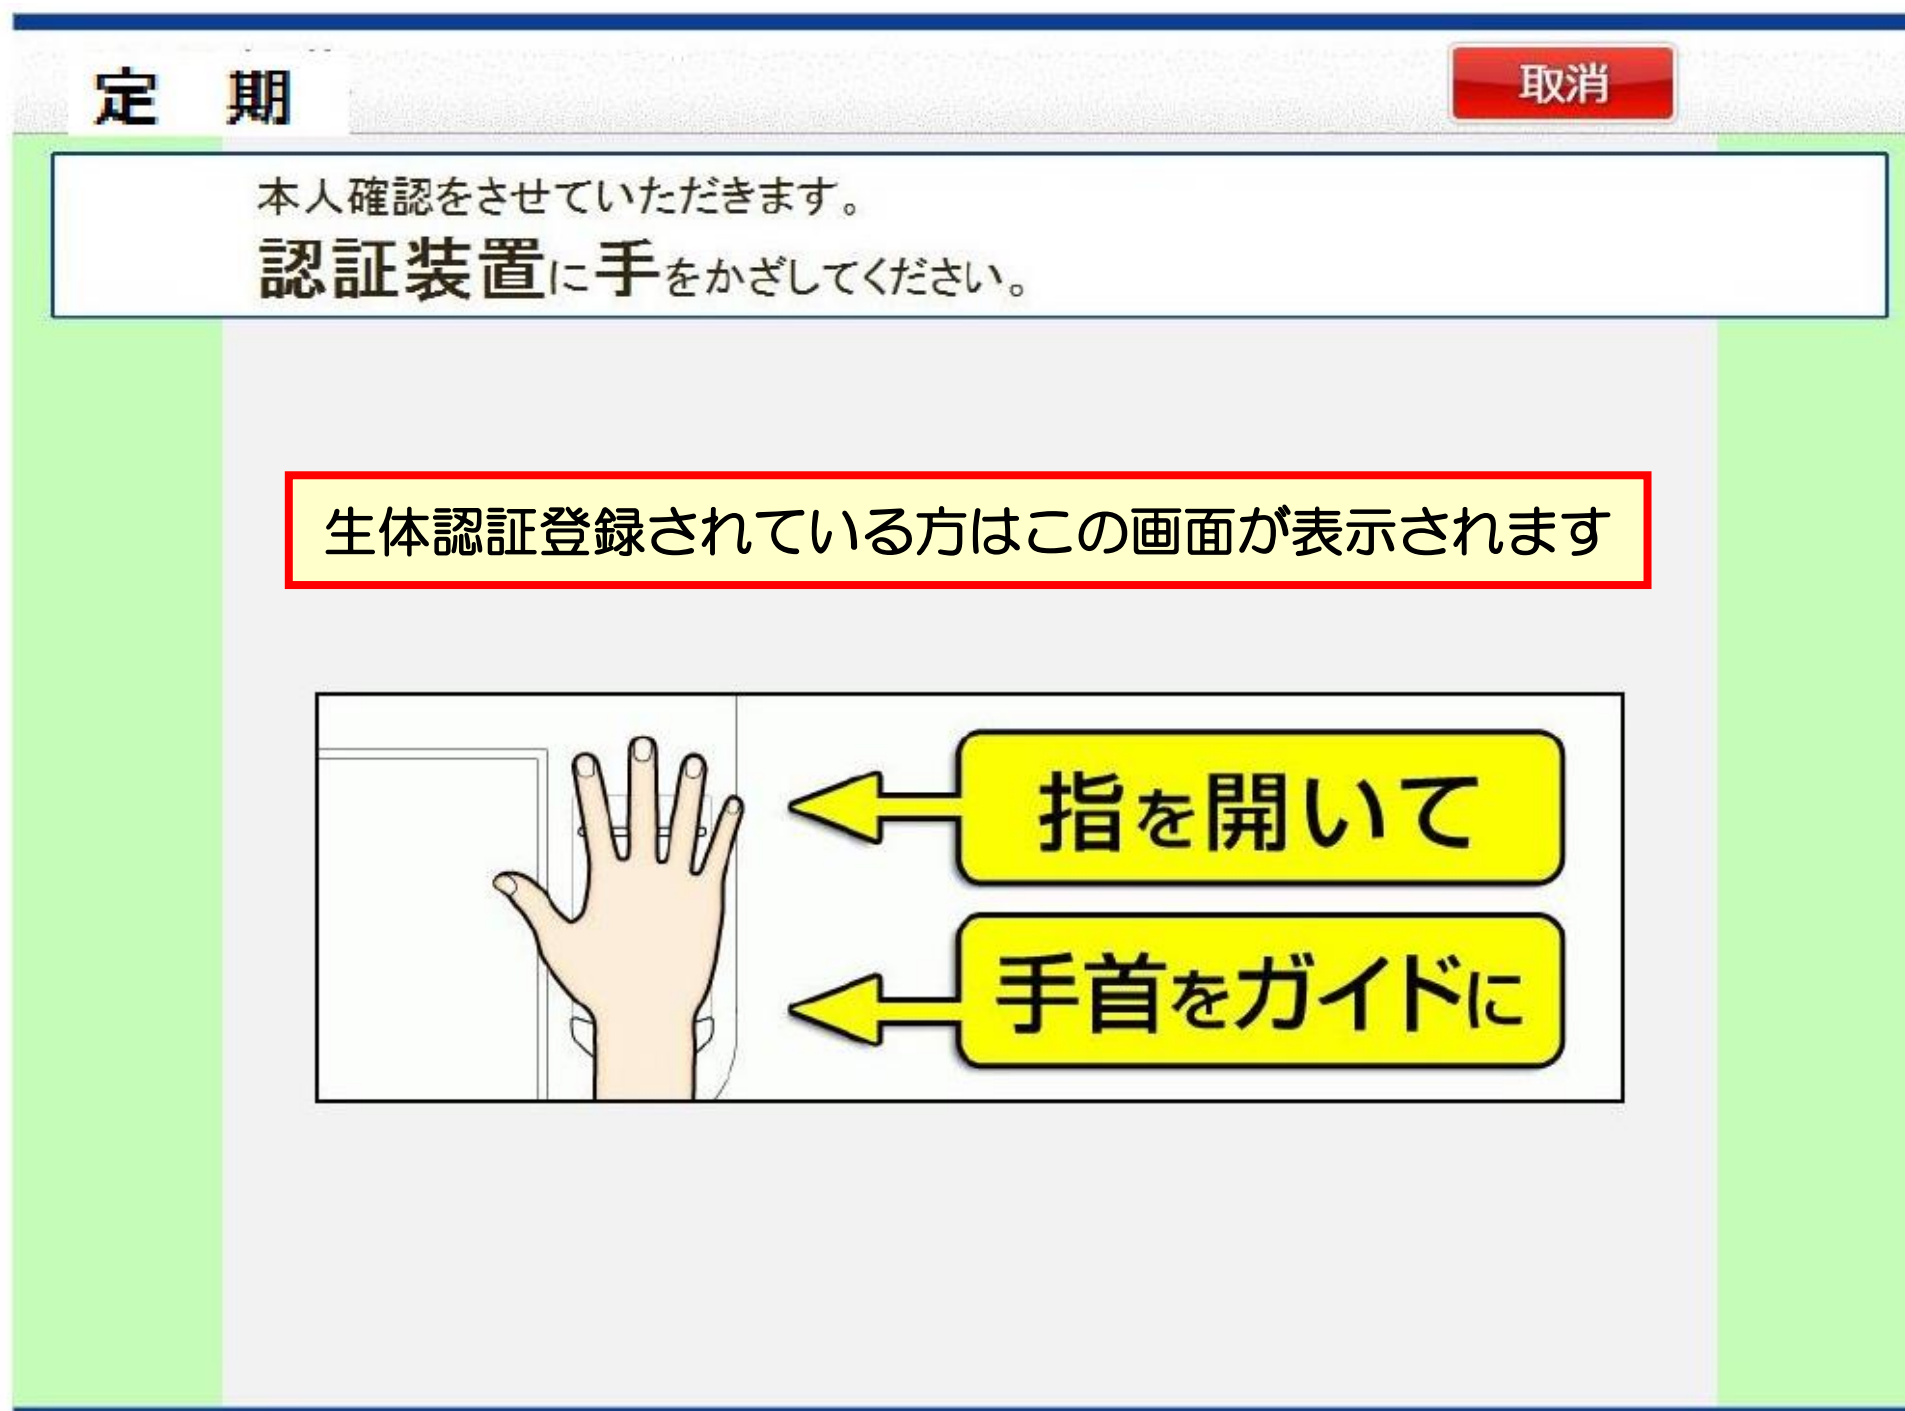 定　期
取消
本人確認をさせていただきます。
認証装置に手をかざしてください。
生体認証登録されている方はこの画面が表示されます
指を開いて
手首をガイドに